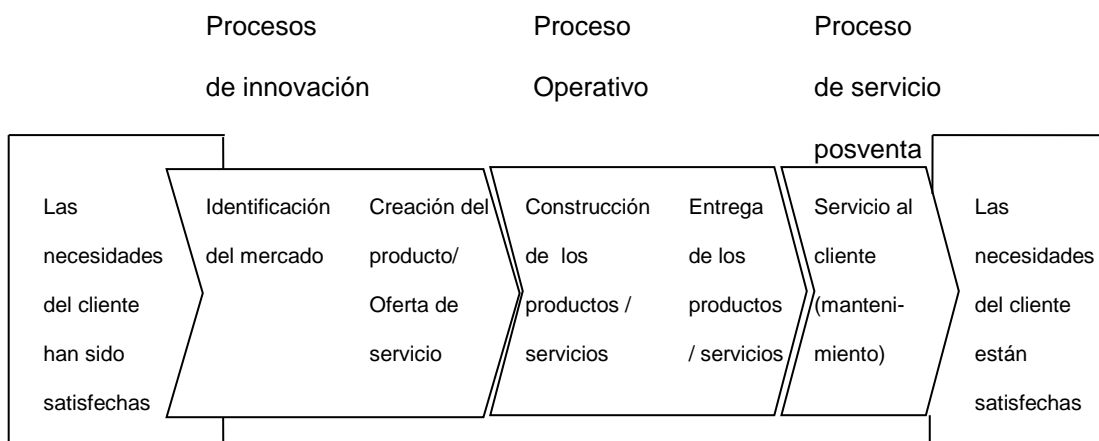 Procesos
de innovación
Proceso
Operativo
Proceso
de servicio
posventa
Las
necesidades
del cliente
han sido
satisfechas
Identificación
del mercado
Creación del
producto/
Oferta de
servicio
Construcción
de los
productos /
servicios
Entrega
de los
productos
/ servicios
Servicio al
cliente
(manteni-
miento)
Las
necesidades
del cliente
están
satisfechas